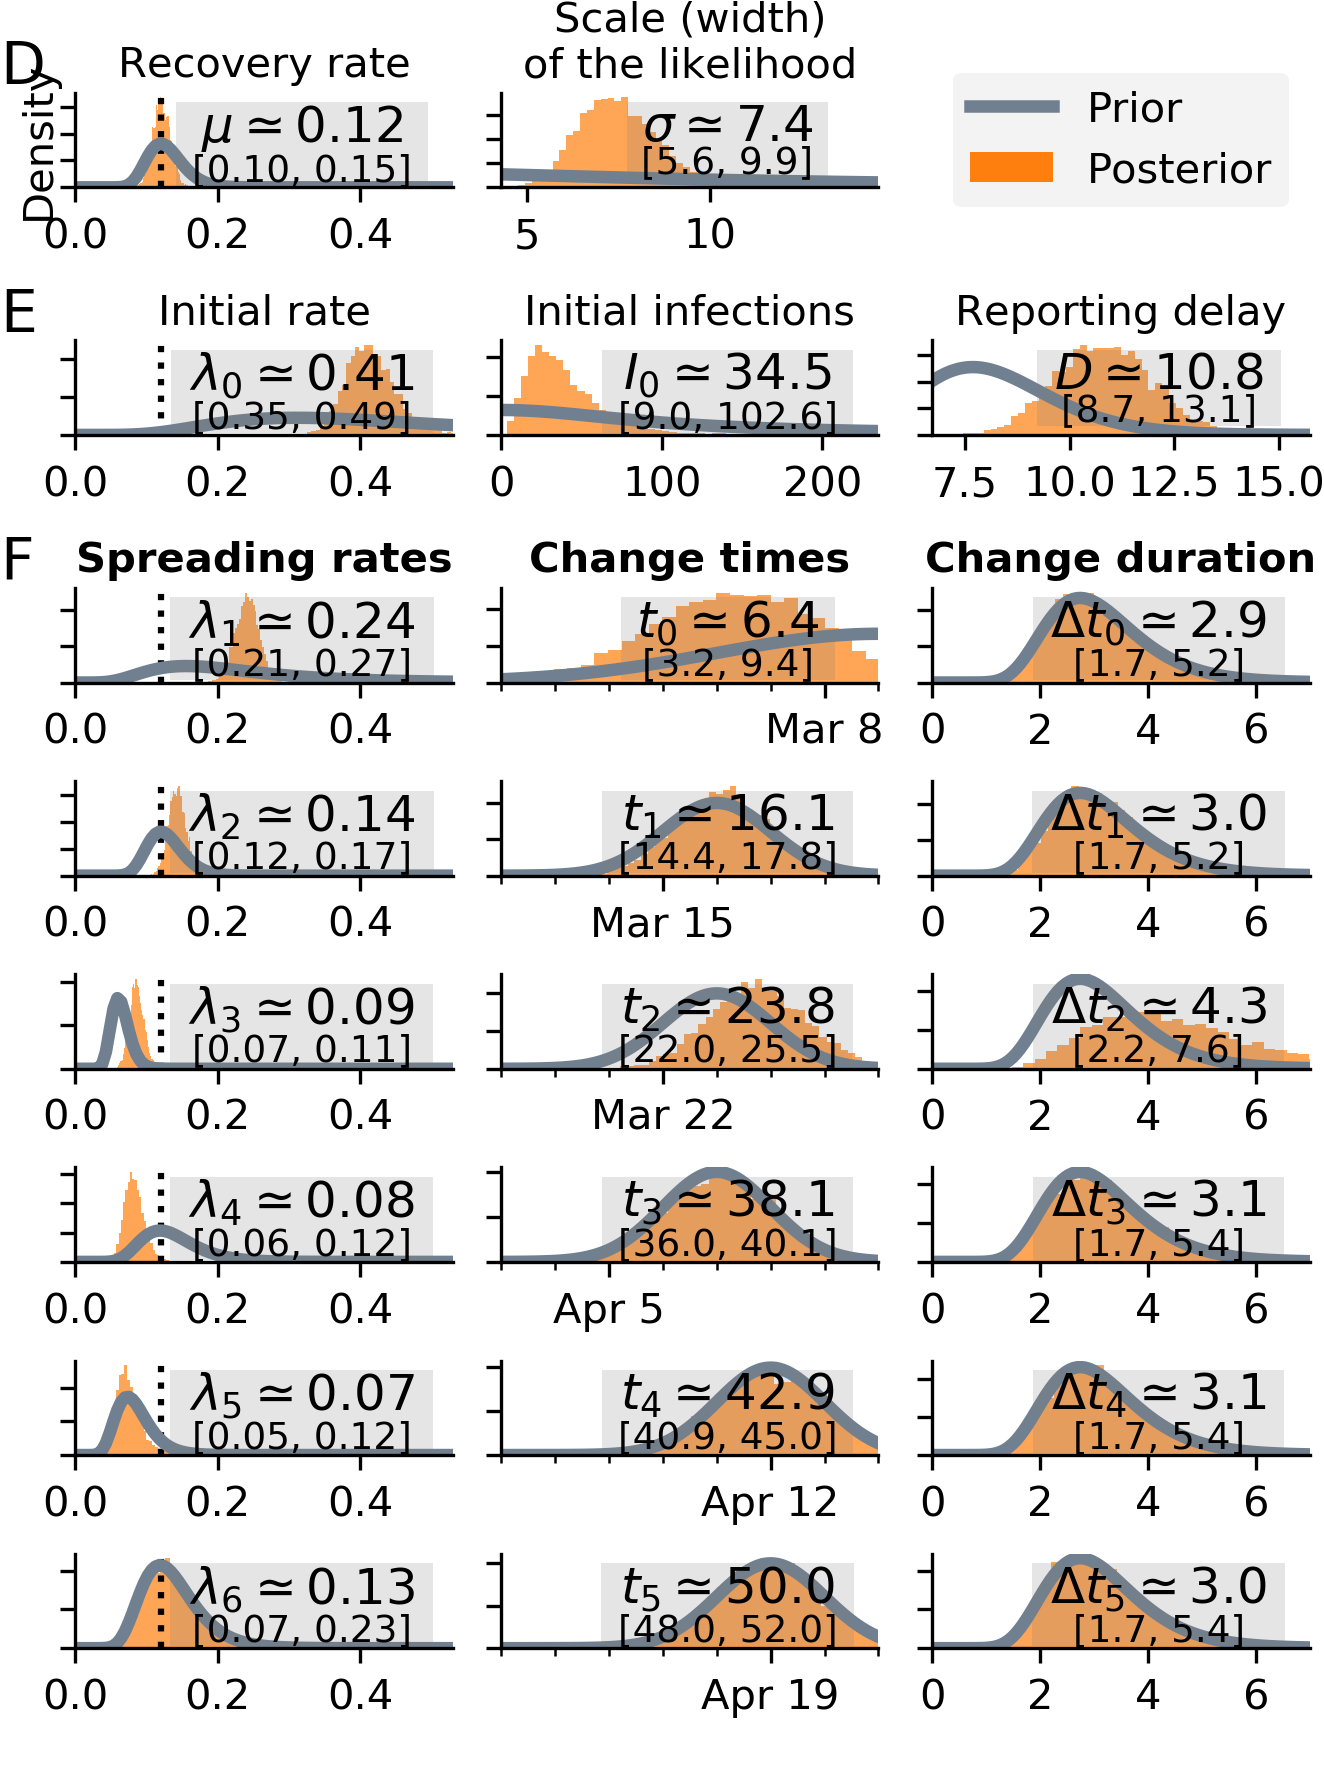 D
Recovery rate
Scale (width)
of the likelihood
Density
μ ≃ 0.12
[0.10, 0.15]
0.0 0.2 0.4
σ ≃ 7.4
[5.6, 9.9]
5 10
Prior
Posterior
E
Initial rate
λ0 ≃ 0.41
[0.35, 0.49]
0.0 0.2 0.4
Initial infections
I0 ≃ 34.5
[9.0, 102.6]
0 100 200
Reporting delay
D ≃ 10.8
[8.7, 13.1]
7.5 10.0 12.5 15.0
F
Spreading rates
Change times
Change duration
λ1 ≃ 0.24
[0.21, 0.27]
0.0 0.2 0.4
t0 ≃ 6.4
[3.2, 9.4]
Mar 8
Δt0 ≃ 2.9
[1.7, 5.2]
0 2 4 6
λ2 ≃ 0.14
[0.12, 0.17]
0.0 0.2 0.4
t1 ≃ 16.1
[14.4, 17.8]
Mar 15
Δt1 ≃ 3.0
[1.7, 5.2]
0 2 4 6
λ3 ≃ 0.09
[0.07, 0.11]
0.0 0.2 0.4
t2 ≃ 23.8
[22.0, 25.5]
Mar 22
Δt2 ≃ 4.3
[2.2, 7.6]
0 2 4 6
λ4 ≃ 0.08
[0.06, 0.12]
0.0 0.2 0.4
t3 ≃ 38.1
[36.0, 40.1]
Apr 5
Δt3 ≃ 3.1
[1.7, 5.4]
0 2 4 6
λ5 ≃ 0.07
[0.05, 0.12]
0.0 0.2 0.4
t4 ≃ 42.9
[40.9, 45.0]
Apr 12
Δt4 ≃ 3.1
[1.7, 5.4]
0 2 4 6
λ6 ≃ 0.13
[0.07, 0.23]
0.0 0.2 0.4
t5 ≃ 50.0
[48.0, 52.0]
Apr 19
Δt5 ≃ 3.0
[1.7, 5.4]
0 2 4 6